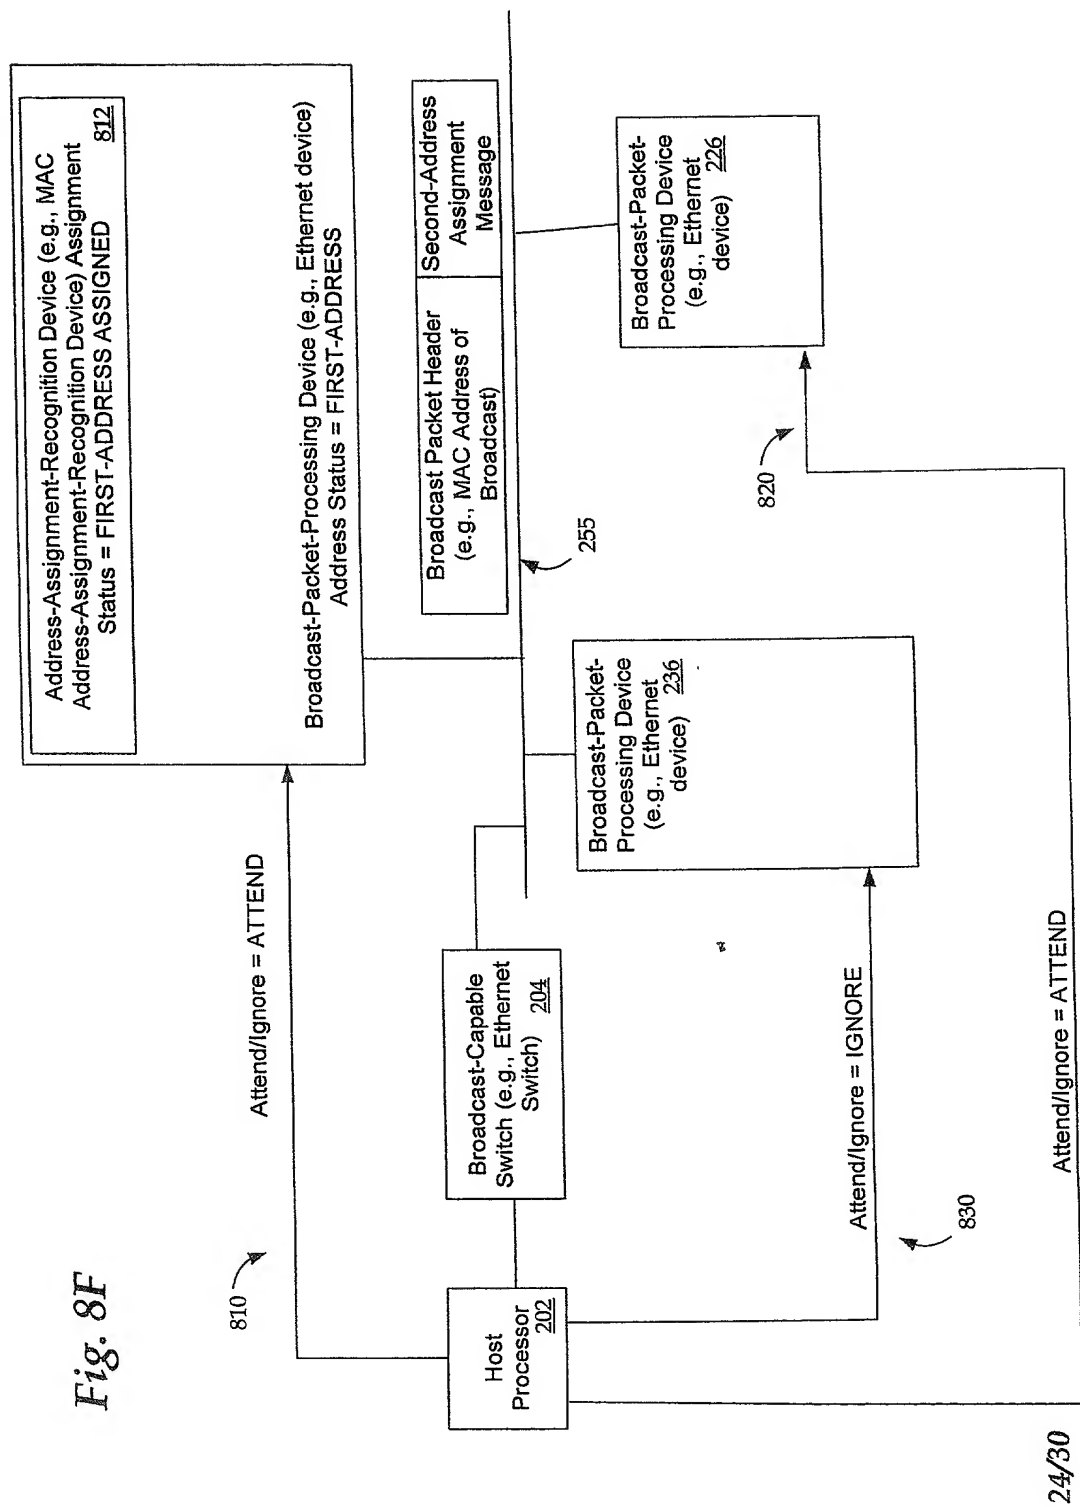 Fig. 8F
Address-Assignment-Recognition Device (e.g., MAC
Address-Assignment-Recognition Device) Assignment
Status = FIRST-ADDRESS ASSIGNED
812
Broadcast-Packet-Processing Device (e.g., Ethernet device)
Address Status = FIRST-ADDRESS
810
Attend/Ignore = ATTEND
Broadcast Packet Header
(e.g., MAC Address of
Broadcast)
Second-Address
Assignment
Message
Host
Processor
202
Broadcast-Capable
Switch (e.g., Ethernet
Switch) 204
255
Broadcast-Packet-
Processing Device
(e.g., Ethernet
device) 236
Broadcast-Packet-
Processing Device
(e.g., Ethernet
device) 226
820
Attend/Ignore = IGNORE
830
Attend/Ignore = ATTEND
24/30